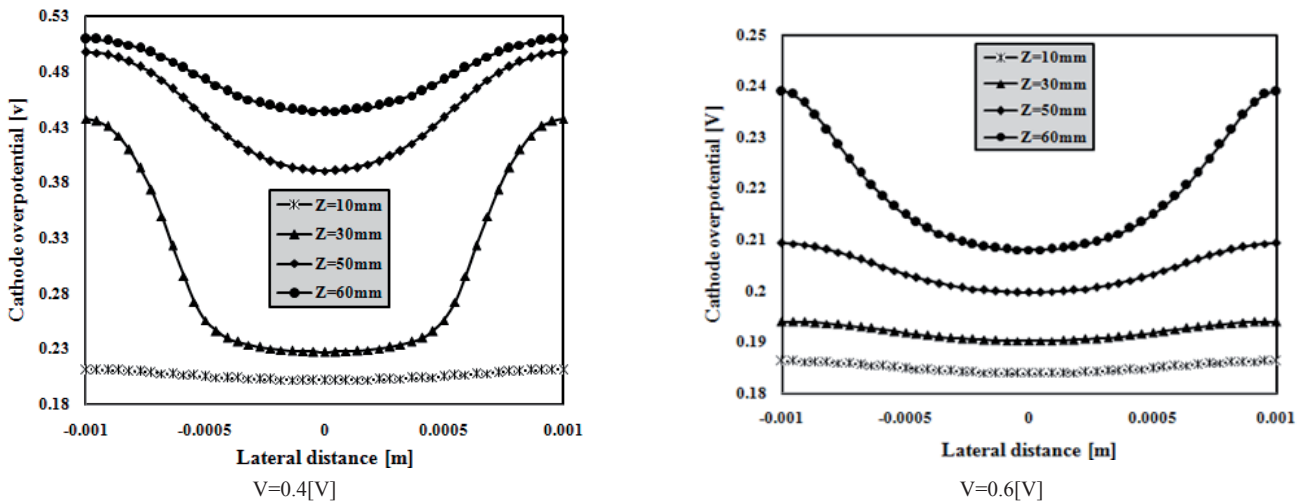 0.53
0.48
0.43
0.38
0.33
0.28
0.23
0.18
Cathode overpotential [v]
Z=10mm
Z=30mm
Z=50mm
Z=60mm
-0.001
-0.0005
0
0.0005
0.001
Lateral distance [m]
V=0.4[V]
0.25
0.24
0.23
0.22
0.21
0.2
0.19
0.18
Cathode overpotential [V]
Z=10mm
Z=30mm
Z=50mm
Z=60mm
-0.001
-0.0005
0
0.0005
0.001
Lateral distance [m]
V=0.6[V]